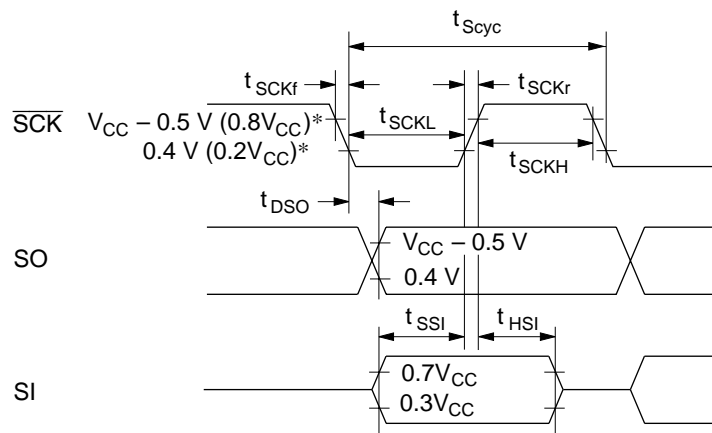 tScyc
tSCKf
tSCKr
SCK
VCC – 0.5 V (0.8VCC)*
tSCKL
0.4 V (0.2VCC)*
tSCKH
tDSO
SO
VCC – 0.5 V
0.4 V
tSSI
tHSI
SI
0.7VCC
0.3VCC